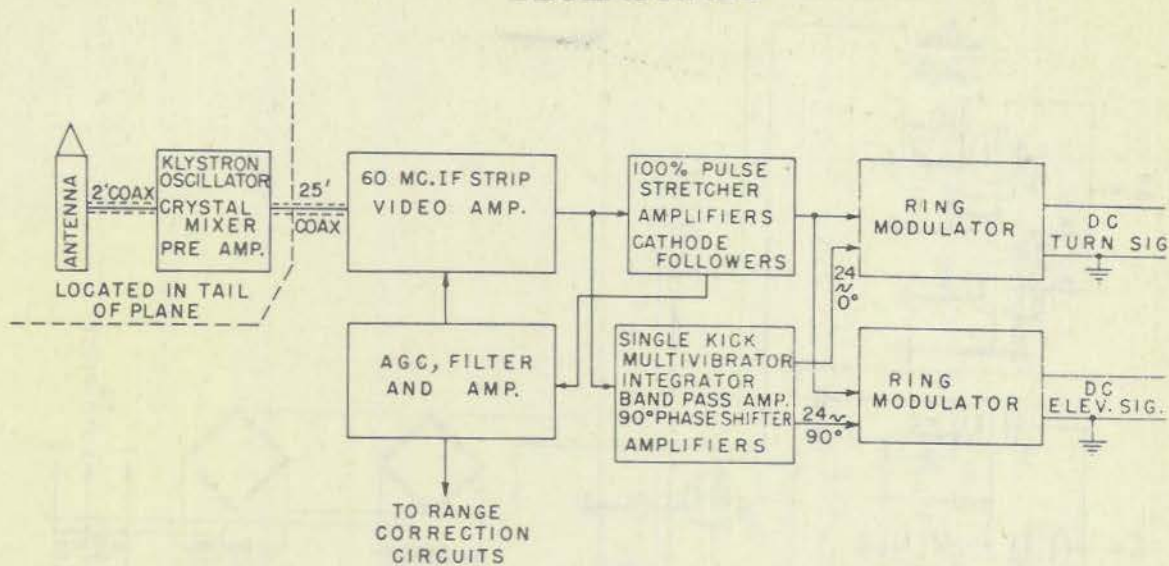 ANTENNA
2' COAX
KLYSTRON
OSCILLATOR
CRYSTAL
MIXER
PRE AMP.
25'
COAX
LOCATED IN TAIL
OF PLANE
60 MC. IF STRIP
VIDEO AMP.
AGC, FILTER
AND AMP.
TO RANGE
CORRECTION
CIRCUITS
100% PULSE
STRETCHER
AMPLIFIERS
CATHODE
FOLLOWERS
SINGLE KICK
MULTIVIBRATOR
INTEGRATOR
BAND PASS AMP.
90° PHASE SHIFTER
AMPLIFIERS
24~
0°
24~
90°
RING
MODULATOR
DC
TURN SIG
RING
MODULATOR
DC
ELEV. SIG.